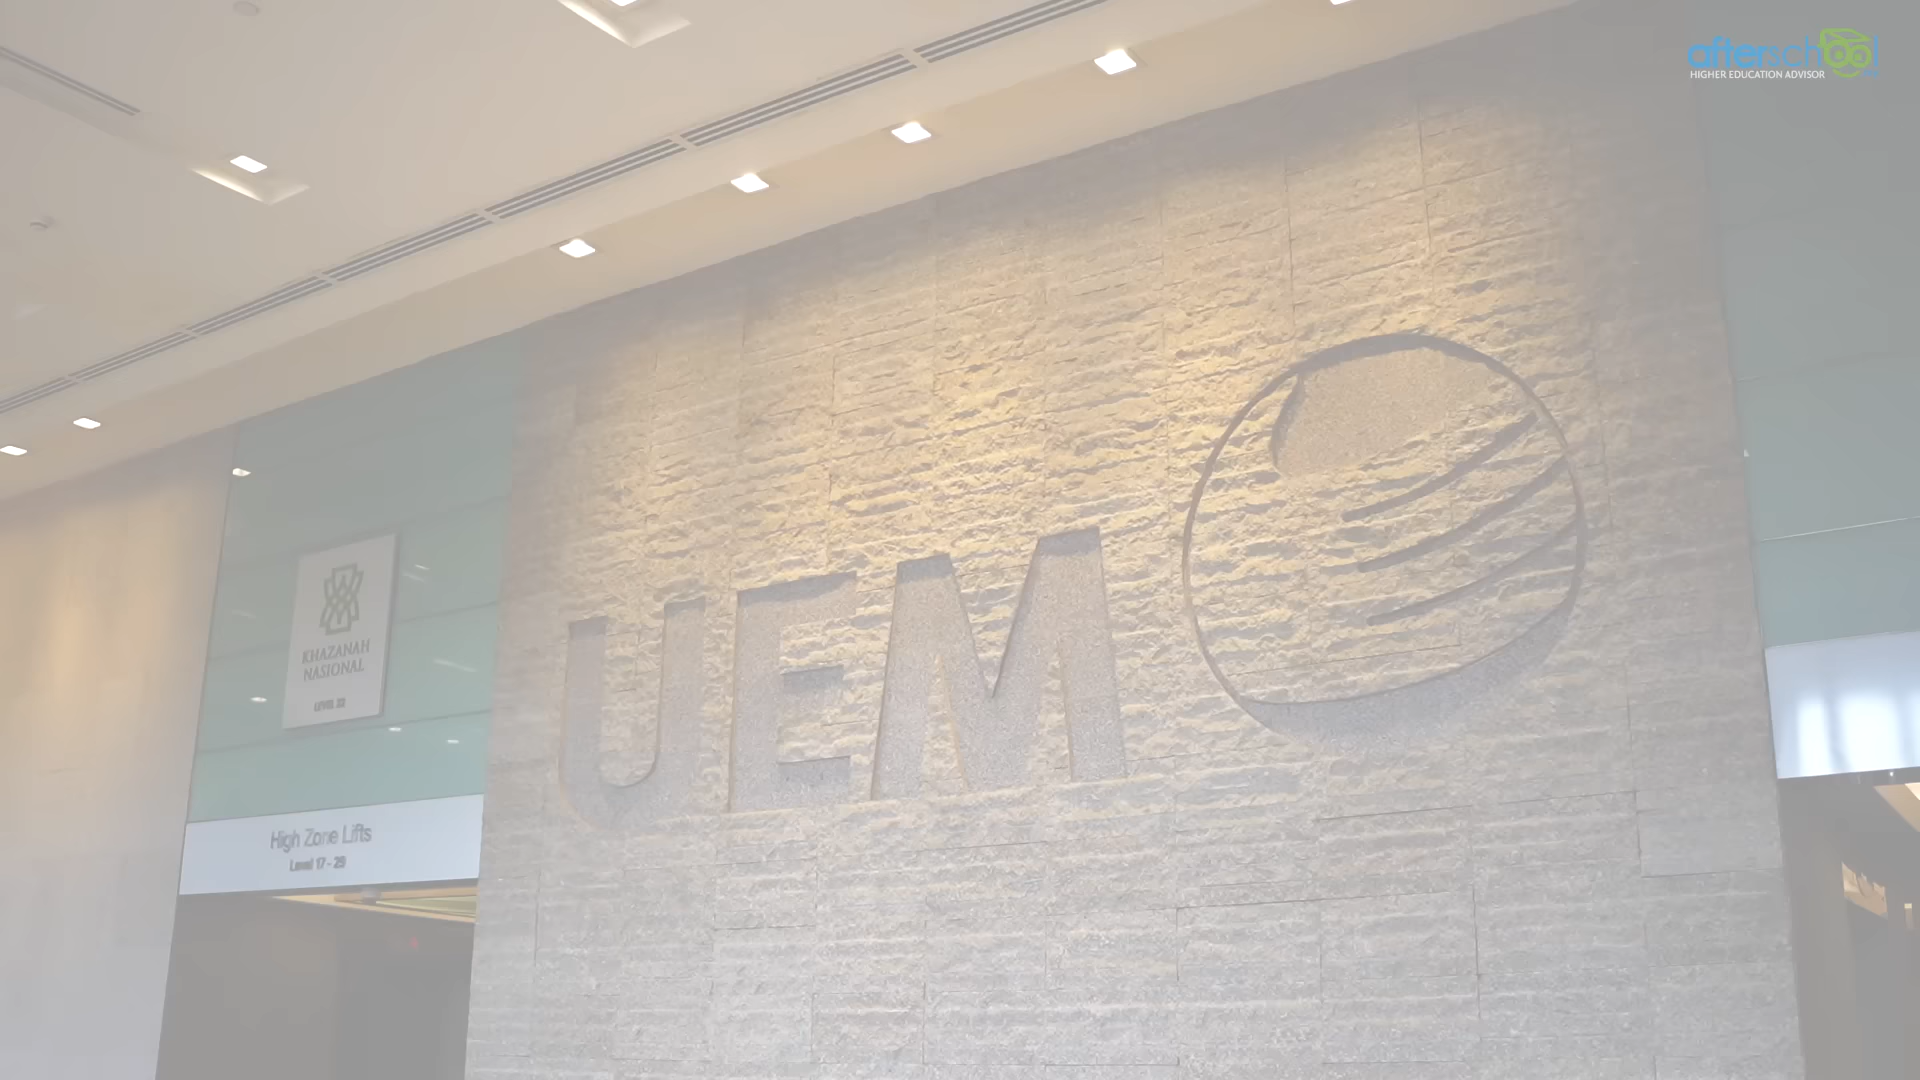 afterschool
HIGHER EDUCATION ADVISOR
UEM
KHAZANAH
NASIONAL
High Zone Lifts
Level 17 - 29